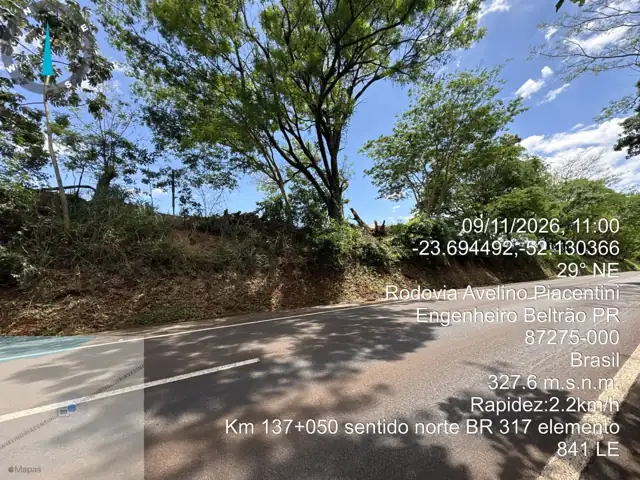 09/11/2026, 11:00
-23.694492,-52.130366
29° NE
Rodovia Avelino Piacentini
Engenheiro Beltrão PR
87275-000
Brasil
327.6 m.s.n.m.
Rapidez:2.2km/h
Km 137+050 sentido norte BR 317 elemento
841 LE
Mapas